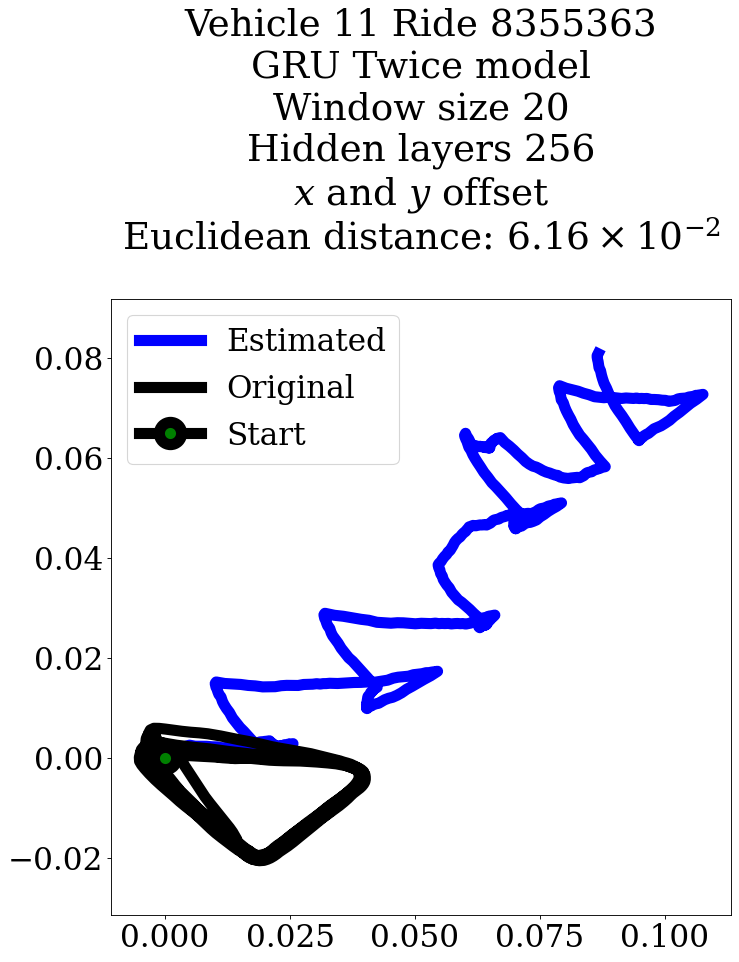 Vehicle 11 Ride 8355363
GRU Twice model
Window size 20
Hidden layers 256
x and y offset
Euclidean distance: 6.16 × 10⁻²
Estimated
Original
Start
0.08
0.06
0.04
0.02
0.00
−0.02
0.000 0.025 0.050 0.075 0.100